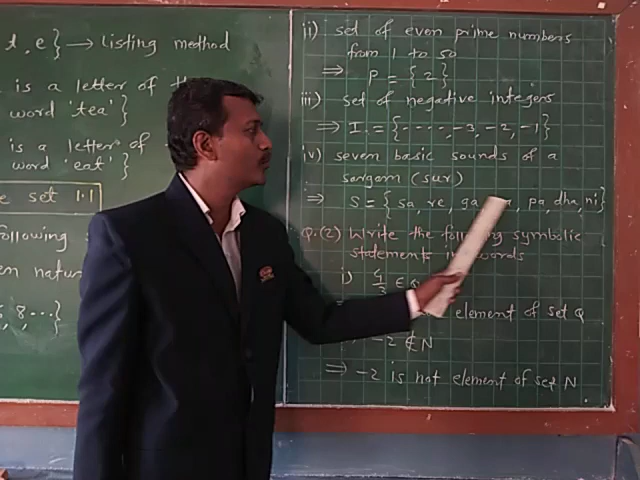 t, e} → Listing method
is a letter of the
word 'tea'}
is a letter of
word 'eat'}
e set 1.1
following
en natur
8, ....}
ii) set of even prime numbers
from 1 to 50
⇒ P = {2}
iii) set of negative integers
⇒ I = {....., -3, -2, -1}
iv) seven basic sounds of a
sargam (sur)
⇒ S = {sa, re, ga, pa, dha, ni}
Q.(2) Write the following symbolic
statements in words
i) 4/3 ∈
element of set Q
-2 ∉ N
⇒ -2 is not element of set N